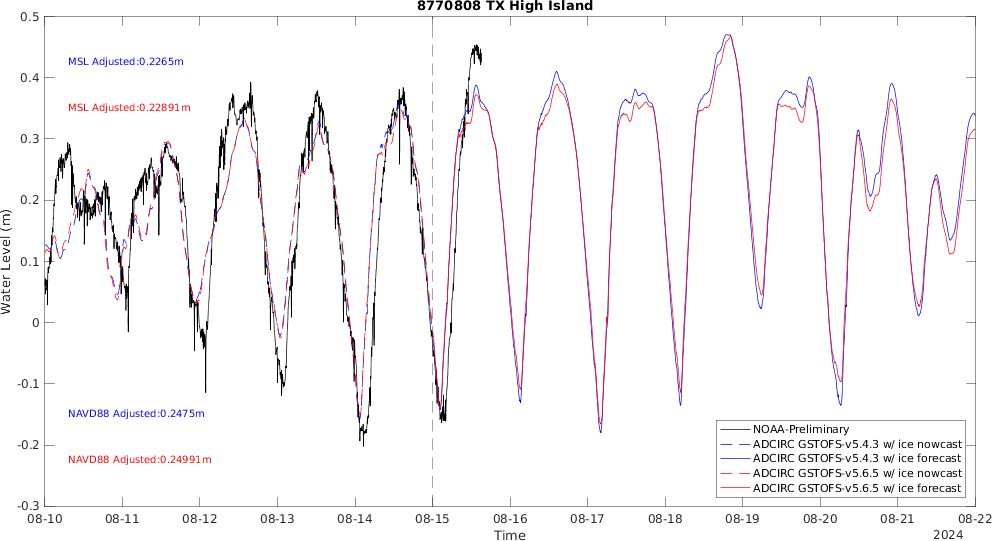 8770808 TX High Island
0.5
0.4
0.3
0.2
0.1
0
-0.1
-0.2
-0.3
Water Level (m)
MSL Adjusted:0.2265m
MSL Adjusted:0.22891m
NAVD88 Adjusted:0.2475m
NAVD88 Adjusted:0.24991m
NOAA-Preliminary
ADCIRC GSTOFS-v5.4.3 w/ ice nowcast
ADCIRC GSTOFS-v5.4.3 w/ ice forecast
ADCIRC GSTOFS-v5.6.5 w/ ice nowcast
ADCIRC GSTOFS-v5.6.5 w/ ice forecast
08-10 08-11 08-12 08-13 08-14 08-15 08-16 08-17 08-18 08-19 08-20 08-21 08-22
Time
2024